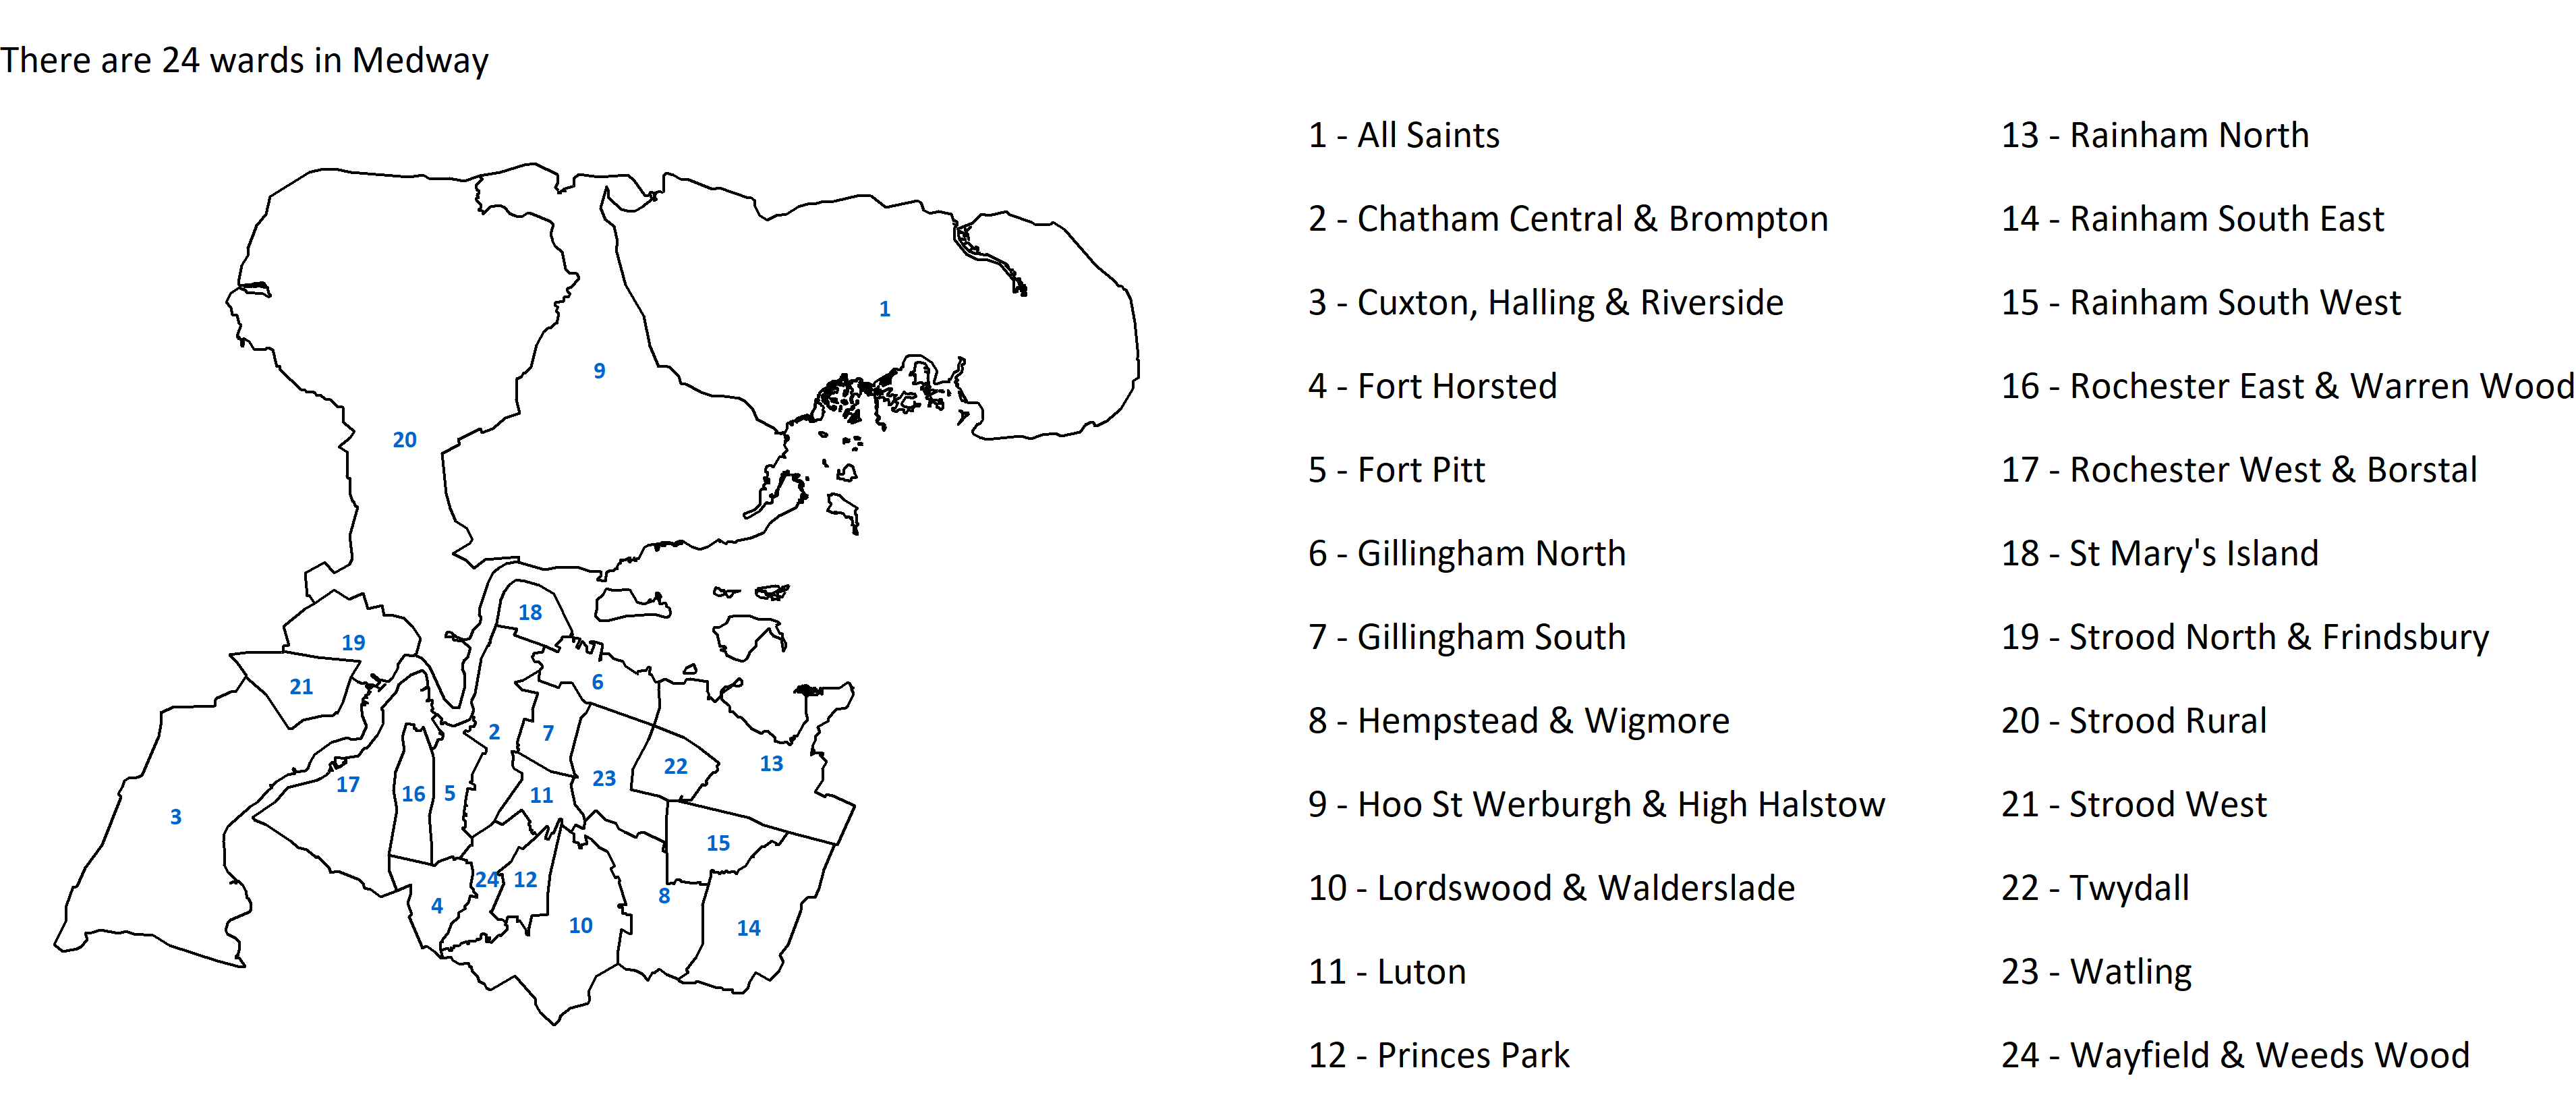 There are 24 wards in Medway
1 - All Saints
2 - Chatham Central & Brompton
3 - Cuxton, Halling & Riverside
4 - Fort Horsted
5 - Fort Pitt
6 - Gillingham North
7 - Gillingham South
8 - Hempstead & Wigmore
9 - Hoo St Werburgh & High Halstow
10 - Lordswood & Walderslade
11 - Luton
12 - Princes Park
13 - Rainham North
14 - Rainham South East
15 - Rainham South West
16 - Rochester East & Warren Wood
17 - Rochester West & Borstal
18 - St Mary's Island
19 - Strood North & Frindsbury
20 - Strood Rural
21 - Strood West
22 - Twydall
23 - Watling
24 - Wayfield & Weeds Wood
1
9
20
18
19
21
6
2
7
22
13
23
17
16
5
11
3
15
24
12
8
4
10
14